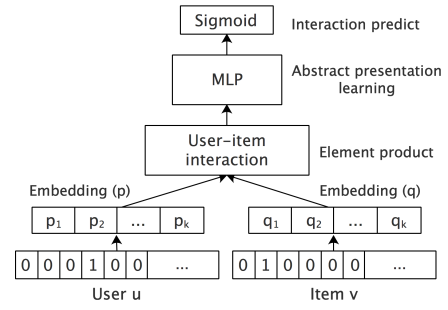 Sigmoid
Interaction predict
MLP
Abstract presentation
learning
User-item
interaction
Element product
Embedding (p)
Embedding (q)
p1 p2 ... pk
q1 q2 ... qk
0 0 0 1 0 0 ...
0 1 0 0 0 0 ...
User u
Item v